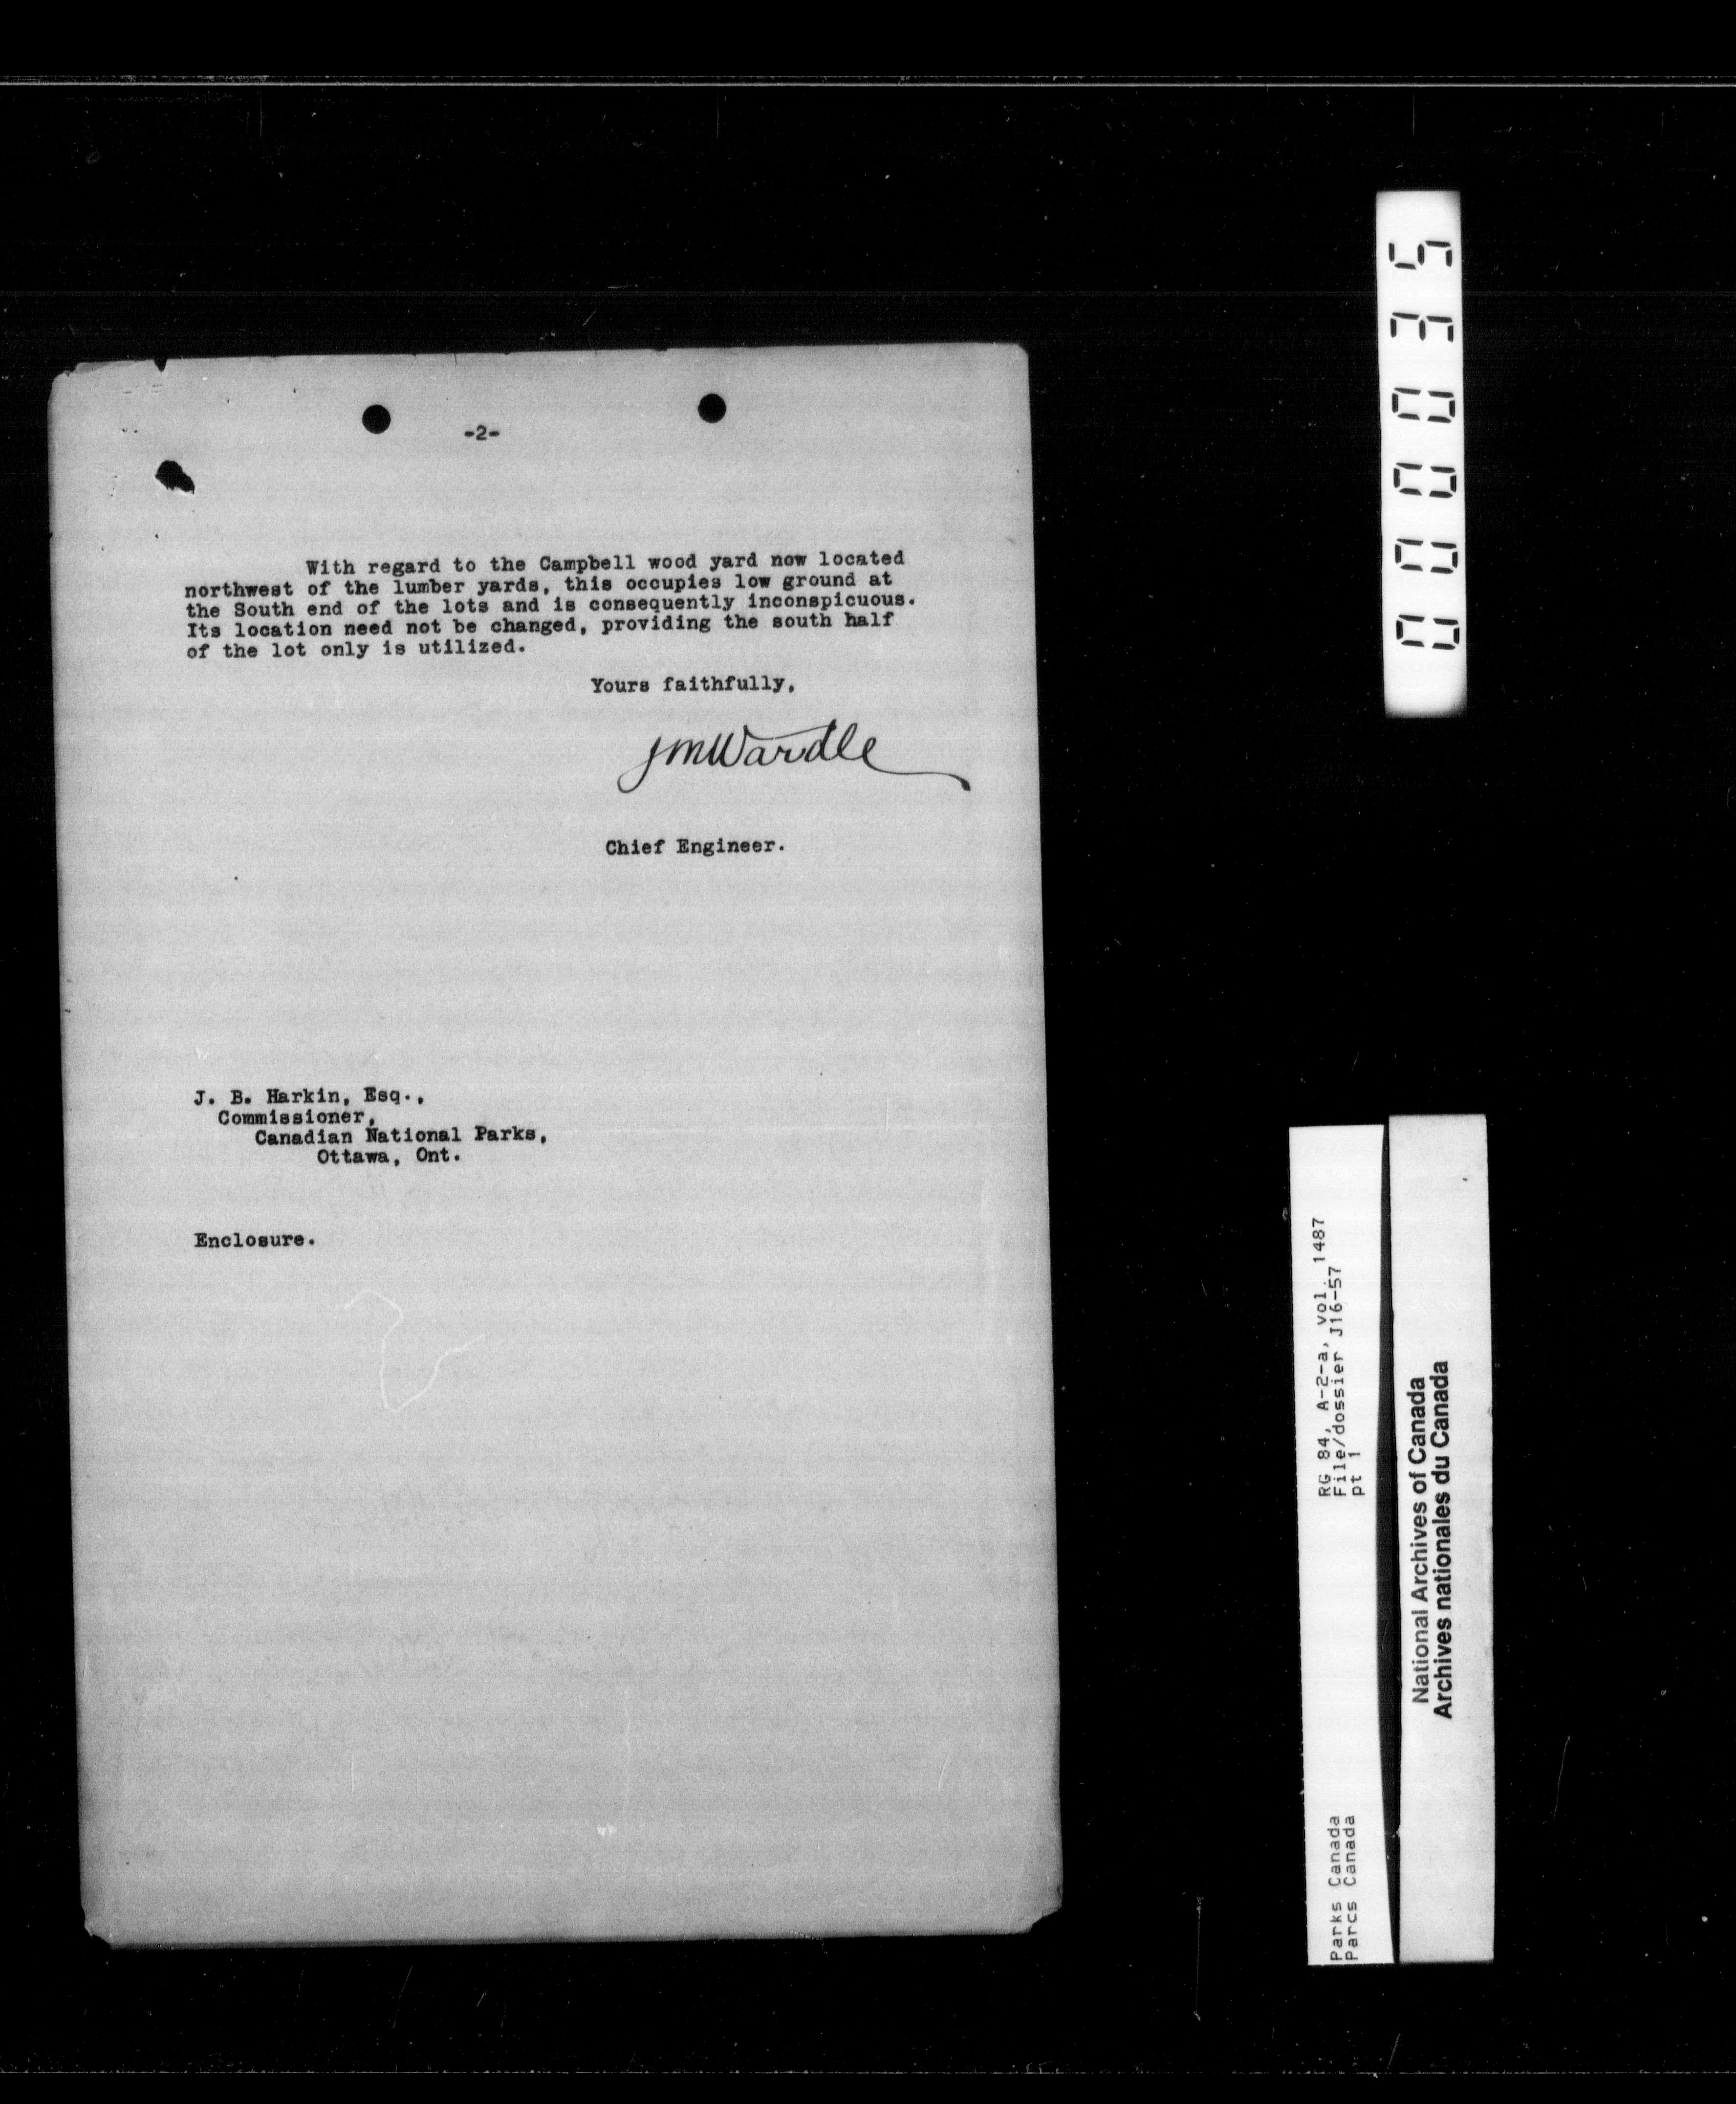 -2-
With regard to the Campbell wood yard now located
northwest of the lumber yards, this occupies low ground at
the South end of the lots and is consequently inconspicuous.
Its location need not be changed, providing the south half
of the lot only is utilized.
Yours faithfully,
JMWardle
Chief Engineer.
J. B. Harkin, Esq.,
Commissioner,
Canadian National Parks,
Ottawa, Ont.
Enclosure.
000035
RG 84, A-2-a, vol. 1487
File/dossier J16-57
pt 1
Parks Canada
Parcs Canada
National Archives of Canada
Archives nationales du Canada